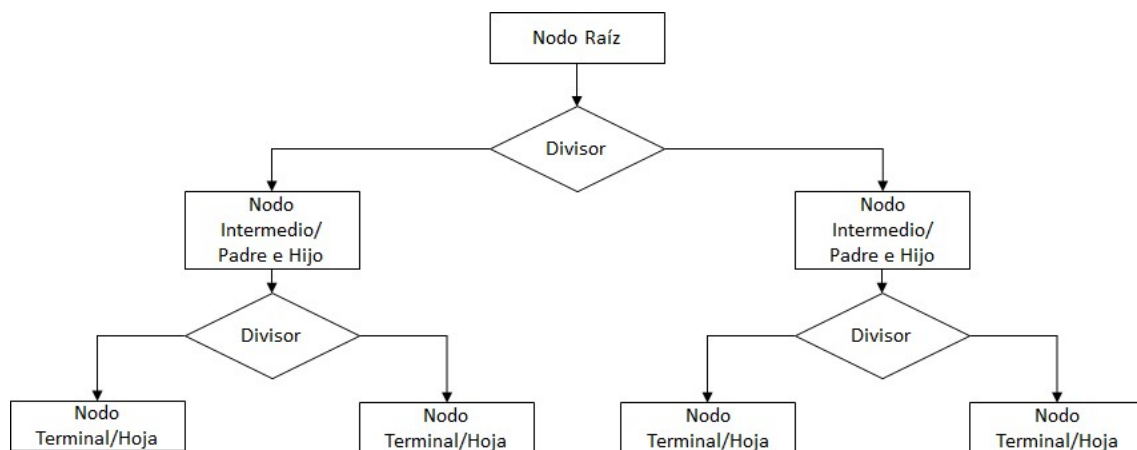 Nodo Raíz
Divisor
Nodo
Intermedio/
Padre e Hijo
Nodo
Intermedio/
Padre e Hijo
Divisor
Divisor
Nodo
Terminal/Hoja
Nodo
Terminal/Hoja
Nodo
Terminal/Hoja
Nodo
Terminal/Hoja